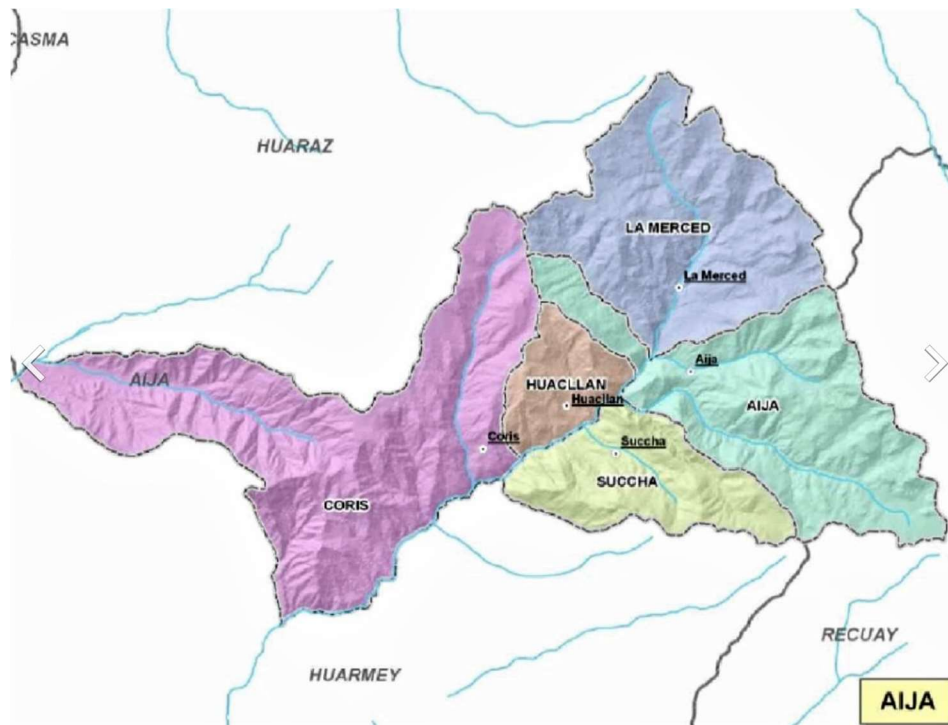 CASMA
HUARAZ
LA MERCED
La Merced
Aija
AIJA
HUACLLAN
Huacllan
AIJA
Coris
Succha
SUCCHA
CORIS
RECUAY
HUARMEY
AIJA